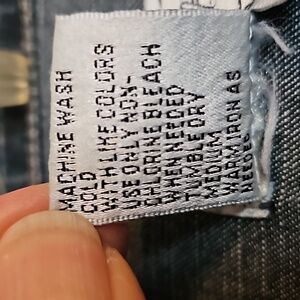 MACHINE WASH
COLD
WITH LIKE COLORS
USE ONLY NON-
CHLORINE BLEACH
WHEN NEEDED
TUMBLE DRY
MEDIUM
WARM IRON AS
NEEDED